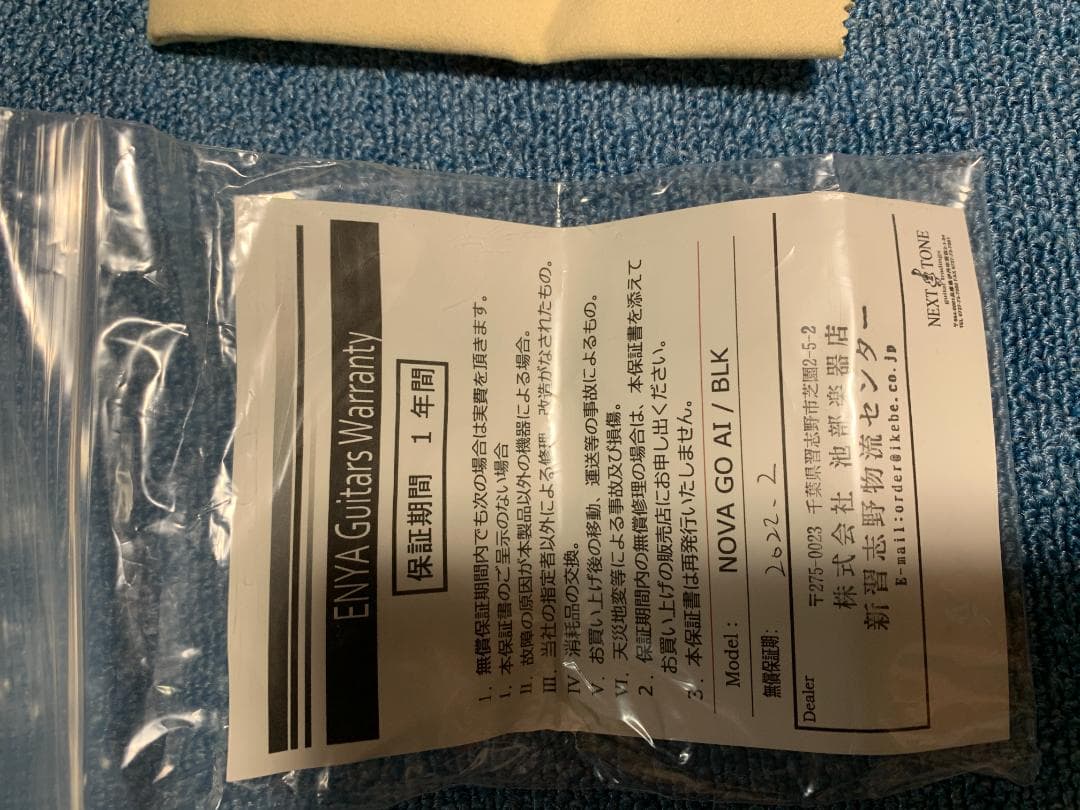 ENYA Guitars Warranty
保証期間 1 年間
1. 無償保証期間内でも次の場合は実費を頂きます。
I. 本保証書のご呈示のない場合
II. 故障の原因が本製品以外の機器による場合。
III. 当社の指定者以外による修理、改造がなされたもの。
IV. 消耗品の交換。
V. お買い上げ後の移動、運送等の事故によるもの。
VI. 天災地変等による事故及び損傷。
2. 保証期間内の無償修理の場合は、本保証書を添えて
お買い上げの販売店にお申し出ください。
3. 本保証書は再発行いたしません。
Model: NOVA GO AI / BLK
無償保証期: 2022.2
Dealer
〒275-0023 千葉県習志野市芝園2-5-2
株式会社 池部楽器店
新習志野物流センター
E-mail:order@ikebe.co.jp
NEXT TONE